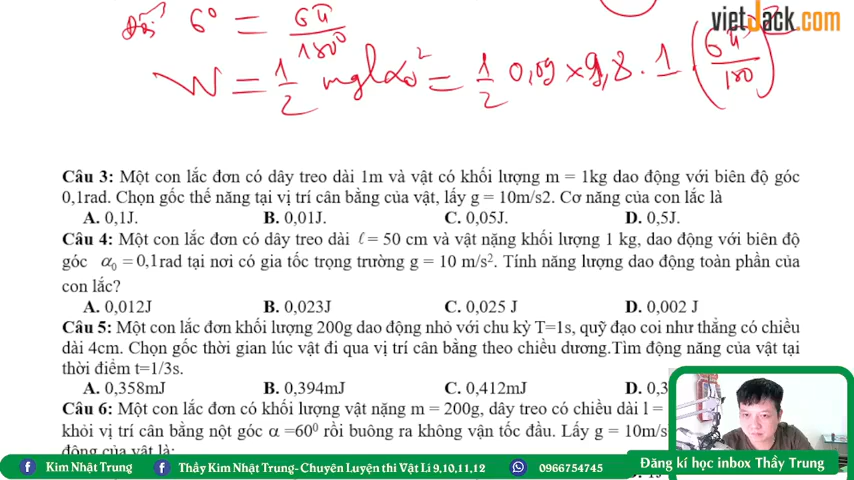 đổi 6⁰ = 6π/180⁰
vietjack.com
W = 1/2 mglα₀² = 1/2 0,09 x 9,8 . 1 . (6π/180)²
Câu 3: Một con lắc đơn có dây treo dài 1m và vật có khối lượng m = 1kg dao động với biên độ góc
0,1rad. Chọn gốc thế năng tại vị trí cân bằng của vật, lấy g = 10m/s2. Cơ năng của con lắc là
A. 0,1J. B. 0,01J. C. 0,05J. D. 0,5J.
Câu 4: Một con lắc đơn có dây treo dài ℓ = 50 cm và vật nặng khối lượng 1 kg, dao động với biên độ
góc α₀ = 0,1rad tại nơi có gia tốc trọng trường g = 10 m/s². Tính năng lượng dao động toàn phần của
con lắc?
A. 0,012J B. 0,023J C. 0,025 J D. 0,002 J
Câu 5: Một con lắc đơn khối lượng 200g dao động nhỏ với chu kỳ T=1s, quỹ đạo coi như thẳng có chiều
dài 4cm. Chọn gốc thời gian lúc vật đi qua vị trí cân bằng theo chiều dương.Tìm động năng của vật tại
thời điểm t=1/3s.
A. 0,358mJ B. 0,394mJ C. 0,412mJ D. 0,3
Câu 6: Một con lắc đơn có khối lượng vật nặng m = 200g, dây treo có chiều dài l =
khỏi vị trí cân bằng nột góc α =60⁰ rồi buông ra không vận tốc đầu. Lấy g = 10m/s
động của vật là:
Kim Nhật Trung Thầy Kim Nhật Trung- Chuyên Luyện thi Vật Lí 9,10,11,12 0966754745 Đăng kí học inbox Thầy Trung